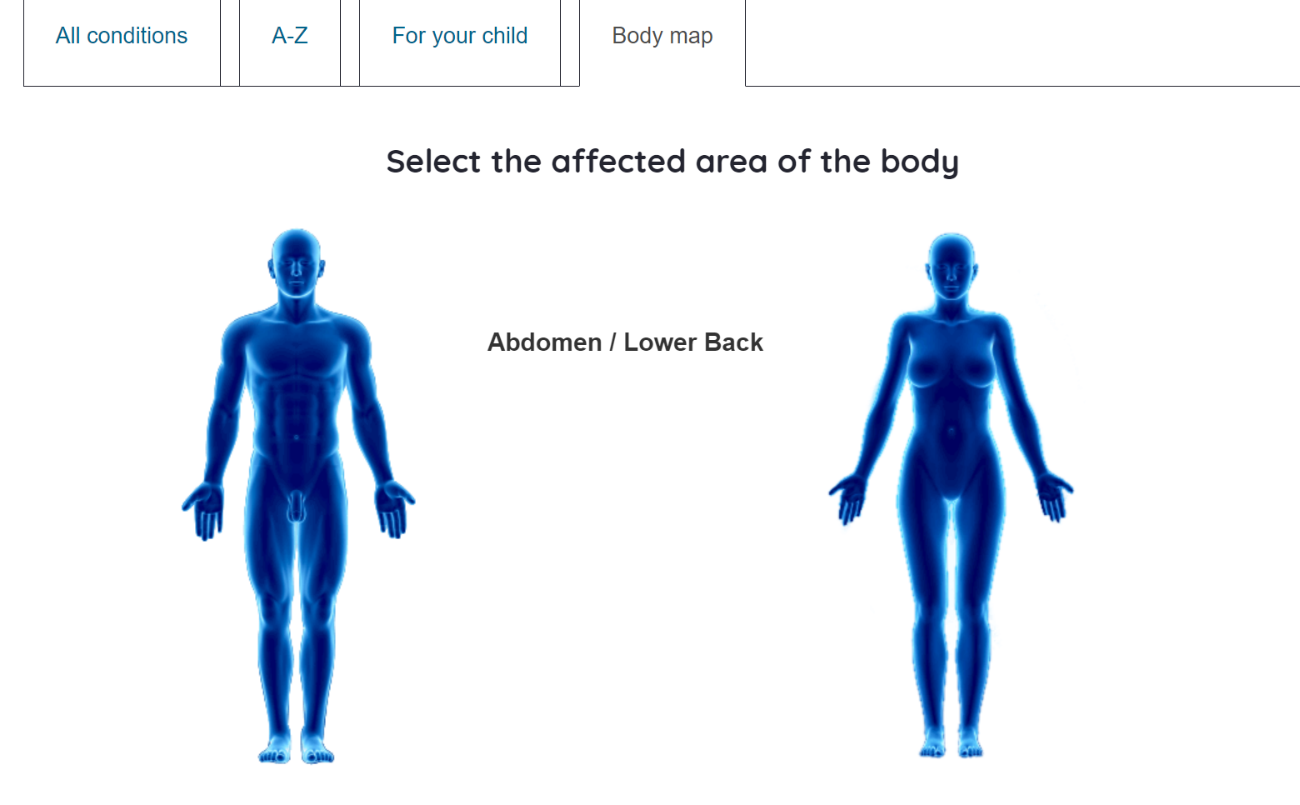 All conditions
A-Z
For your child
Body map
Select the affected area of the body
Abdomen / Lower Back